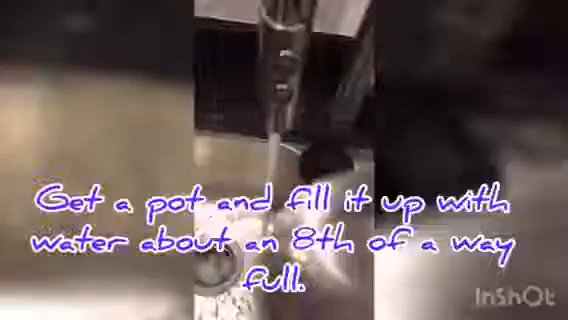 Get a pot and fill it up with
water about an 8th of a way
full.
InShOt